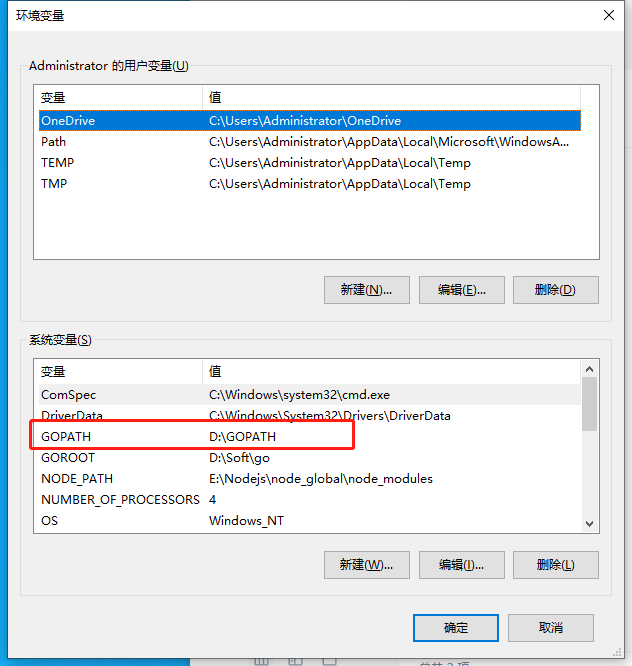 环境变量
Administrator 的用户变量(U)
变量 值
OneDrive C:\Users\Administrator\OneDrive
Path C:\Users\Administrator\AppData\Local\Microsoft\WindowsA...
TEMP C:\Users\Administrator\AppData\Local\Temp
TMP C:\Users\Administrator\AppData\Local\Temp
新建(N)... 编辑(E)... 删除(D)
系统变量(S)
变量 值
ComSpec C:\Windows\system32\cmd.exe
DriverData C:\Windows\System32\Drivers\DriverData
GOPATH D:\GOPATH
GOROOT D:\Soft\go
NODE_PATH E:\Nodejs\node_global\node_modules
NUMBER_OF_PROCESSORS 4
OS Windows_NT
新建(W)... 编辑(I)... 删除(L)
确定 取消